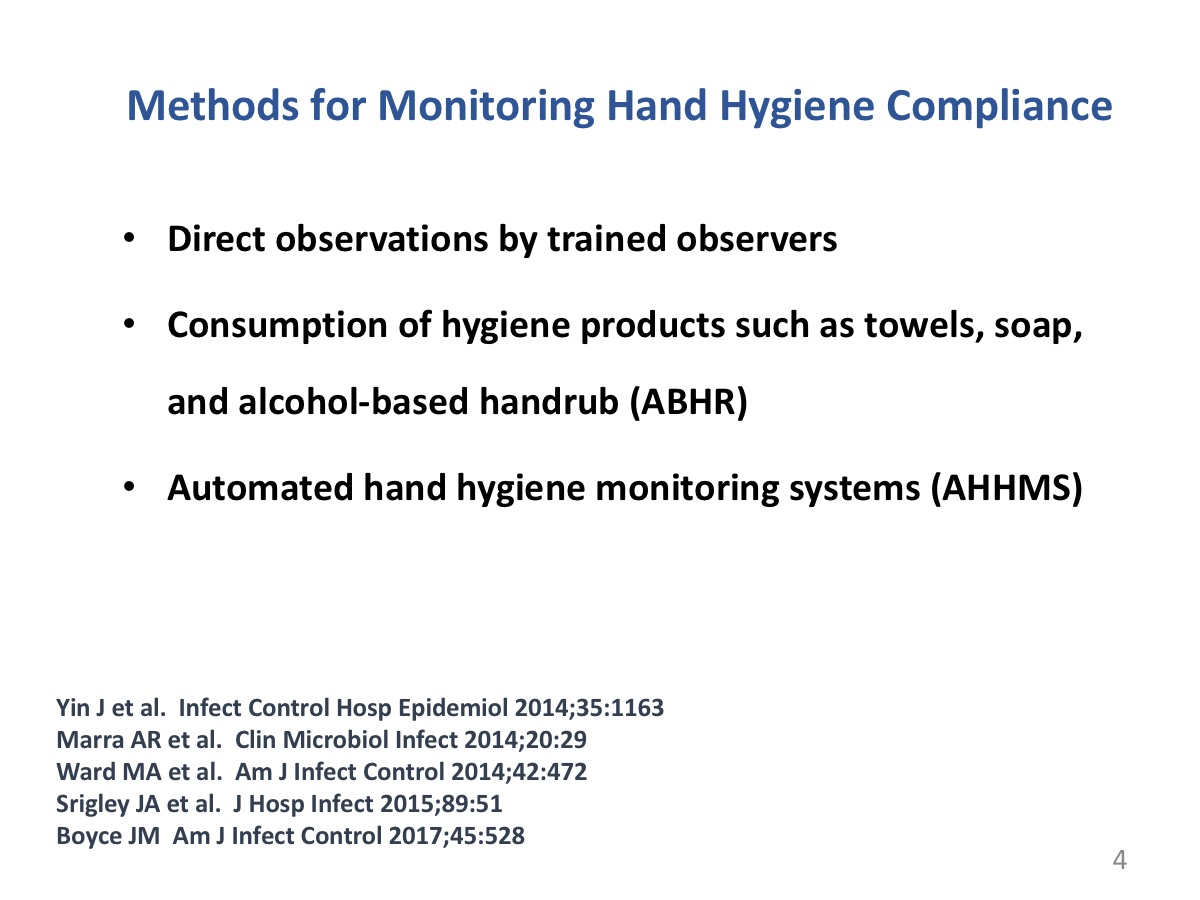 Methods for Monitoring Hand Hygiene Compliance
• Direct observations by trained observers
• Consumption of hygiene products such as towels, soap,
and alcohol-based handrub (ABHR)
• Automated hand hygiene monitoring systems (AHHMS)
Yin J et al.  Infect Control Hosp Epidemiol 2014;35:1163
Marra AR et al.  Clin Microbiol Infect 2014;20:29
Ward MA et al.  Am J Infect Control 2014;42:472
Srigley JA et al.  J Hosp Infect 2015;89:51
Boyce JM  Am J Infect Control 2017;45:528
4